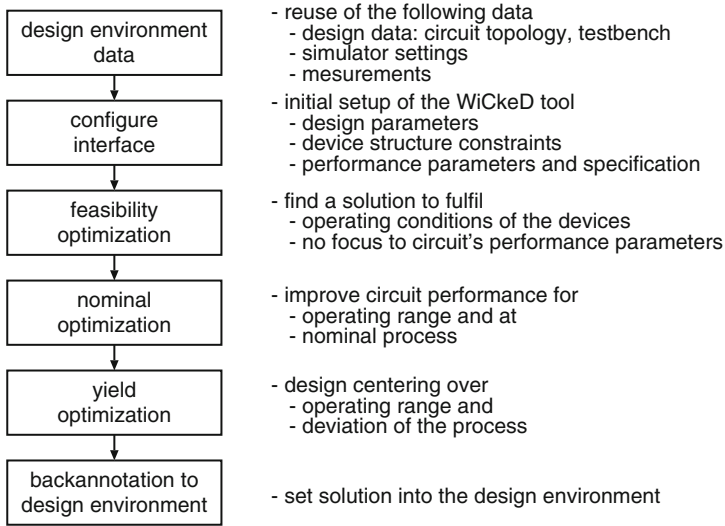 design environment
data
- reuse of the following data
- design data: circuit topology, testbench
- simulator settings
- mesurements
configure
interface
- initial setup of the WiCkeD tool
- design parameters
- device structure constraints
- performance parameters and specification
feasibility
optimization
- find a solution to fulfil
- operating conditions of the devices
- no focus to circuit's performance parameters
nominal
optimization
- improve circuit performance for
- operating range and at
- nominal process
yield
optimization
- design centering over
- operating range and
- deviation of the process
backannotation to
design environment
- set solution into the design environment